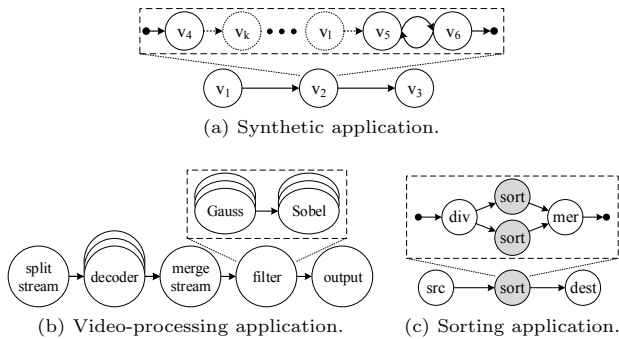 v4 vk ••• vl v5 v6
v1 v2 v3
(a) Synthetic application.
Gauss Sobel
split stream decoder merge stream filter output
(b) Video-processing application.
sort
div mer
sort
src sort dest
(c) Sorting application.